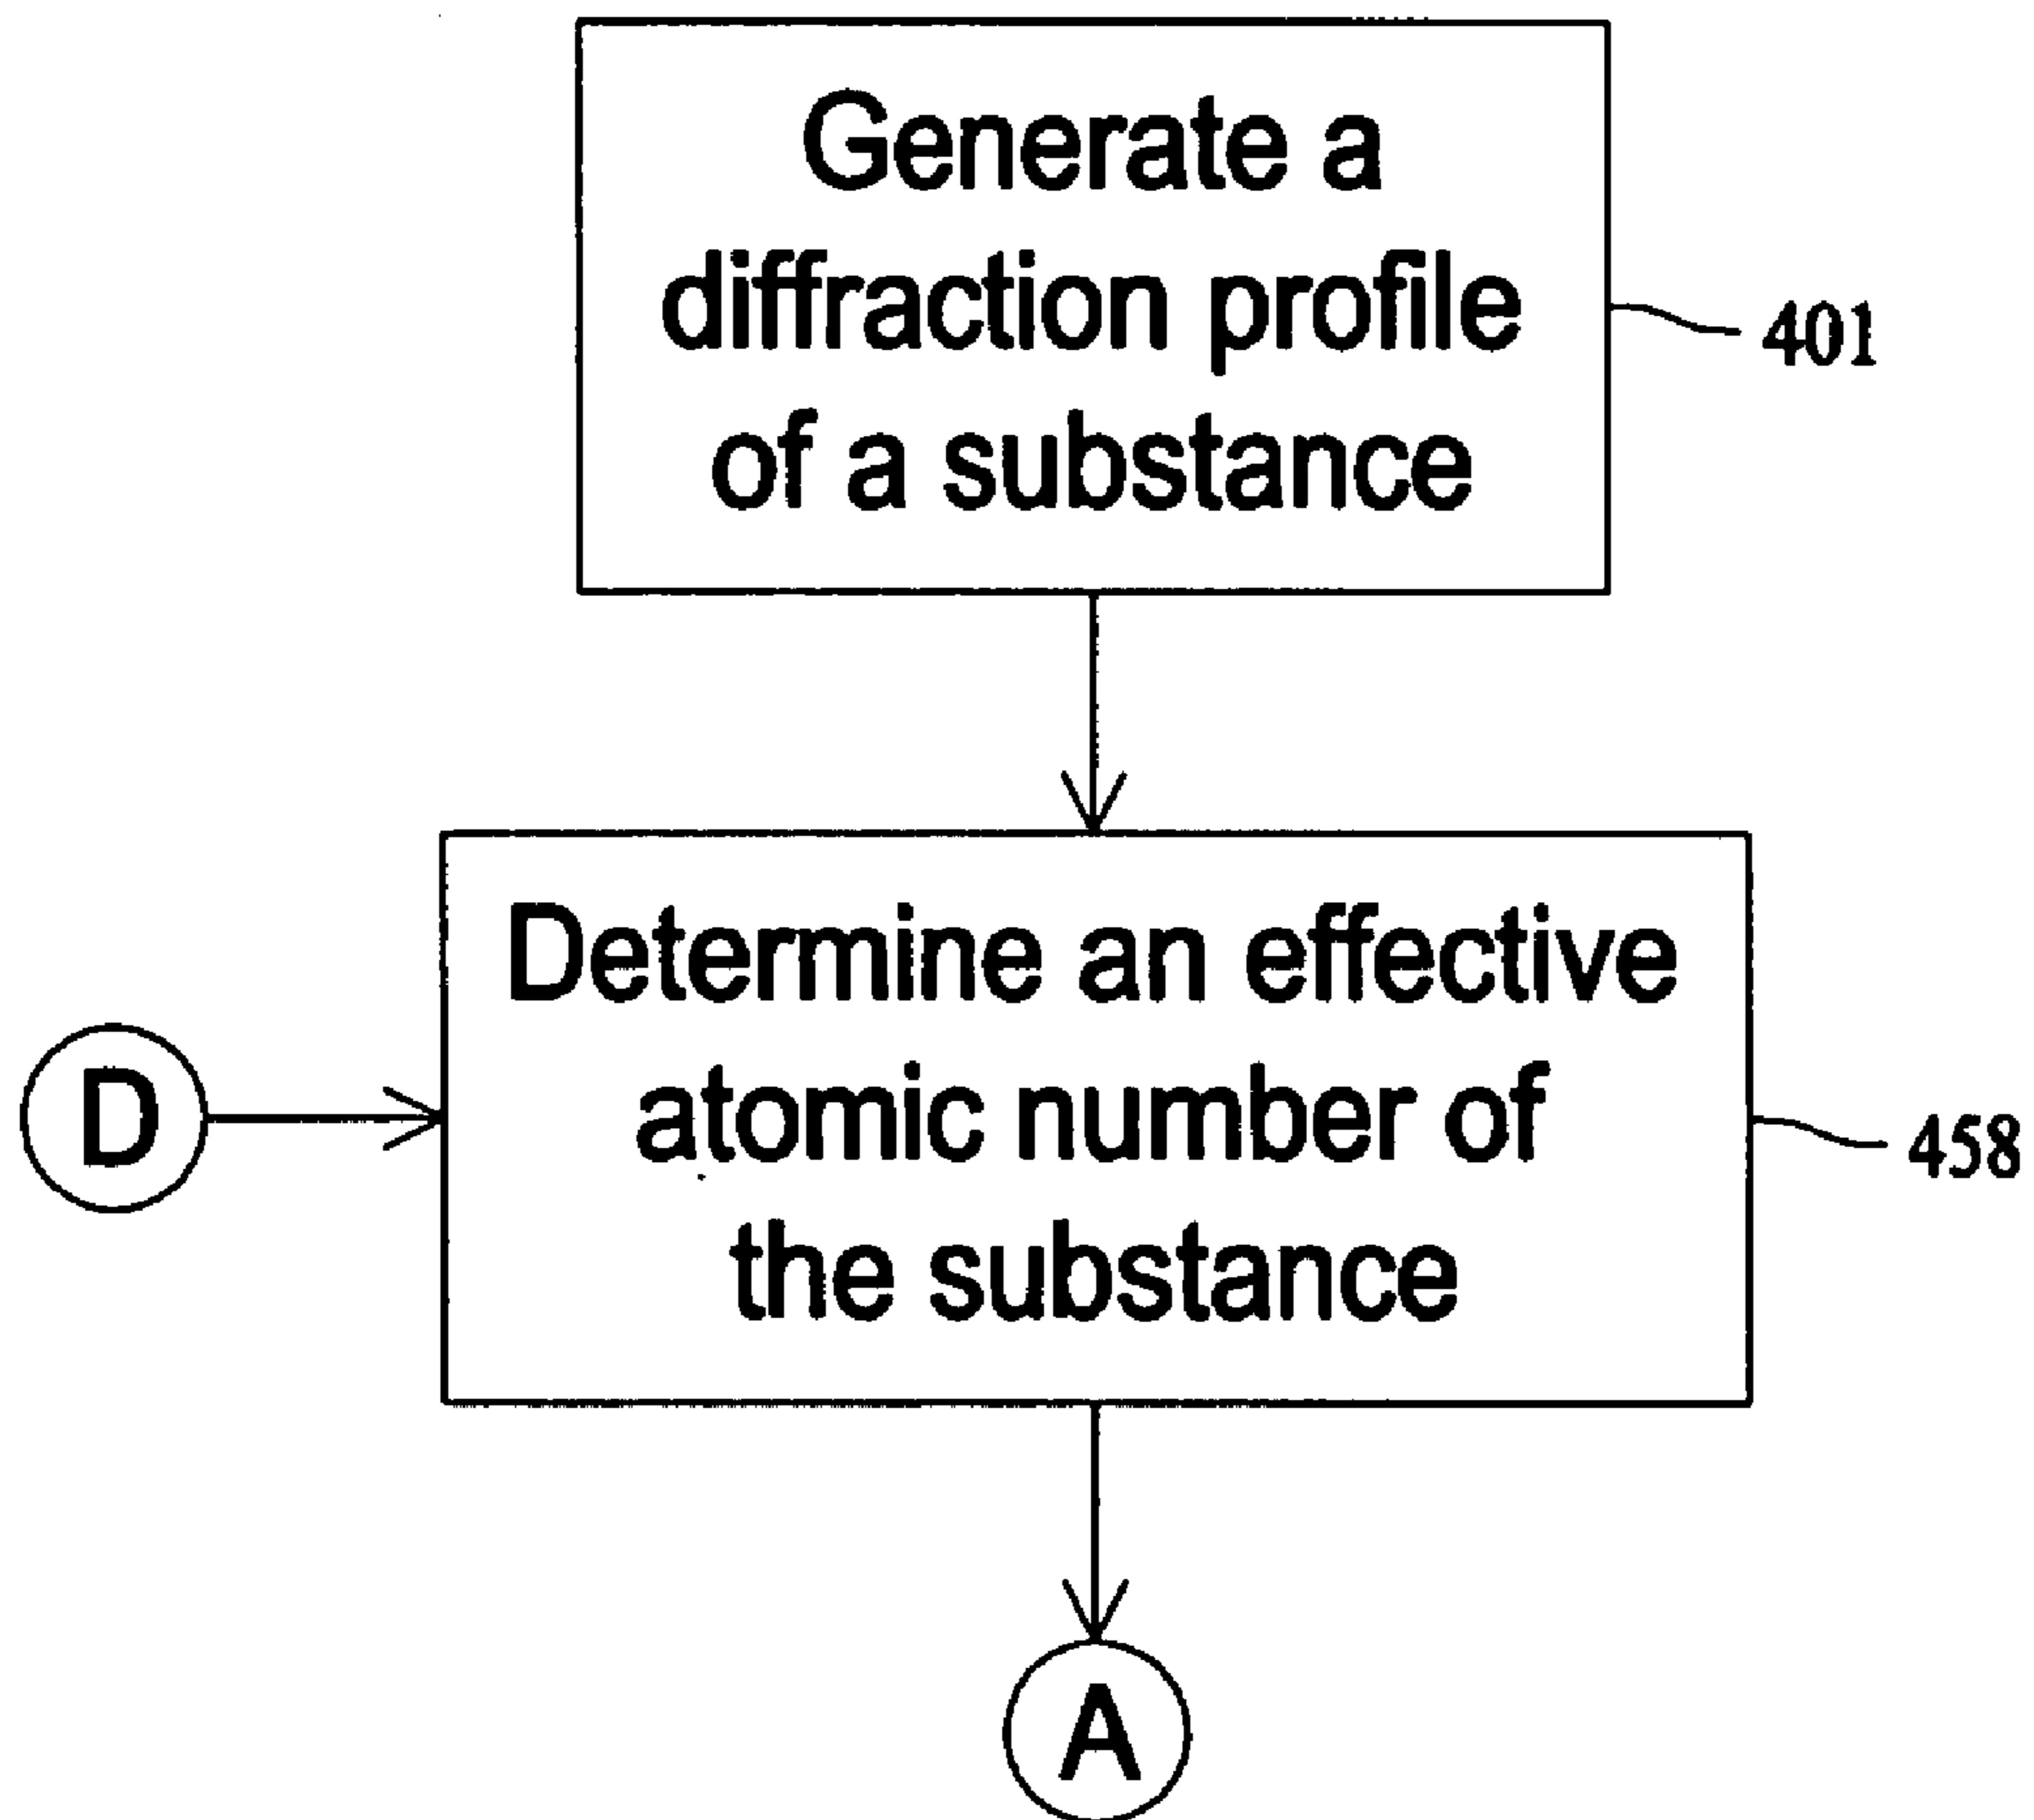 Generate a
diffraction profile
of a substance
401
Determine an effective
atomic number of
the substance
458
D
A